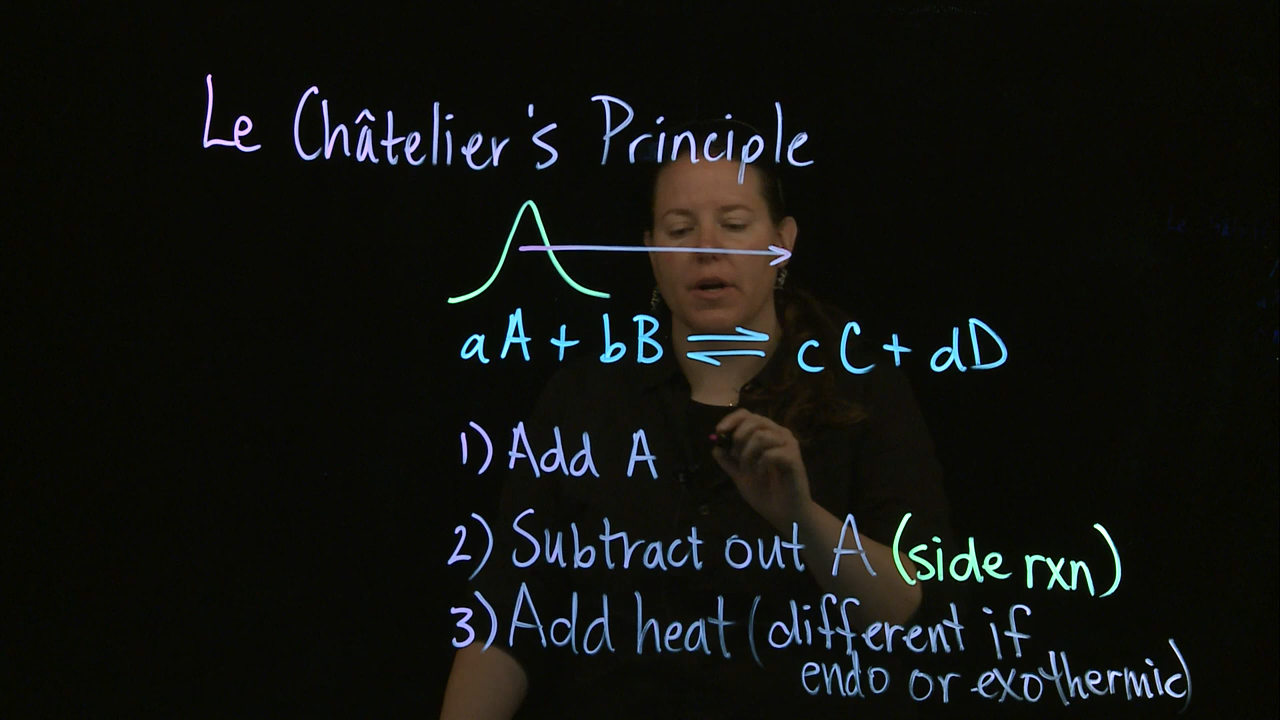 Le Châtelier's Principle
aA + bB ⇌ cC + dD
1) Add A
2) Subtract out A (side rxn)
3) Add heat (different if
endo or exothermic)